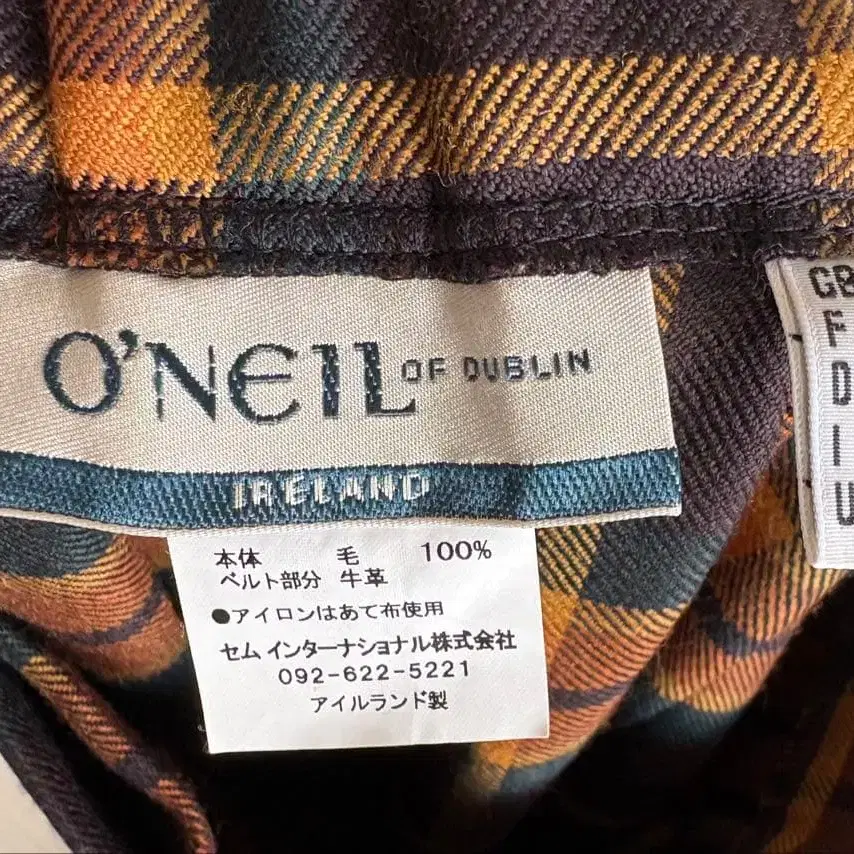 O'NEIL OF DUBLIN
IRELAND
本体 毛 100%
ベルト部分 牛革
●アイロンはあて布使用
セム インターナショナル株式会社
092-622-5221
アイルランド製
GB
F
D
I
U